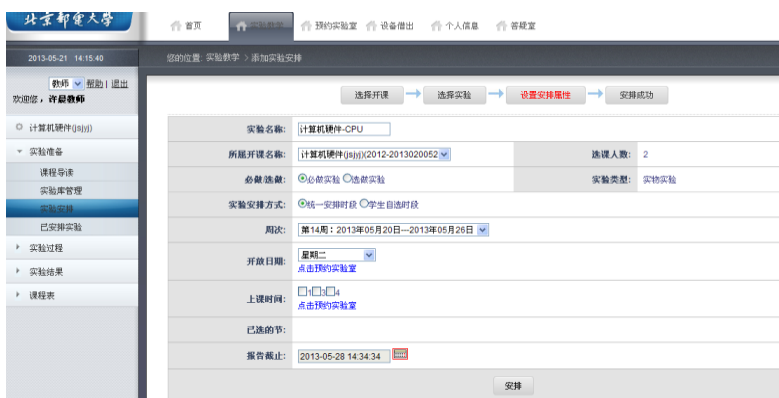 北京邮电大学
首页 实验教学 预约实验室 设备借出 个人信息 答疑室
2013-05-21 14:15:40
您的位置: 实验教学 > 添加实验安排
教师 帮助 | 退出
欢迎您，许晨教师
选择开课 选择实验 设置安排属性 安排成功
计算机硬件(jsjyj)
实验准备
课程导读
实验库管理
实验安排
已安排实验
实验过程
实验结果
课程表
实验名称: 计算机硬件-CPU
所属开课名称: 计算机硬件(jsjyj)(2012-2013020052 选课人数: 2
必做/选做: 必做实验 选做实验 实验类型: 实物实验
实验安排方式: 统一安排时段 学生自选时段
周次: 第14周：2013年05月20日---2013年05月26日
开放日期: 星期二
点击预约实验室
上课时间: 1 3 4
点击预约实验室
已选的节:
报告截止: 2013-05-28 14:34:34
安排